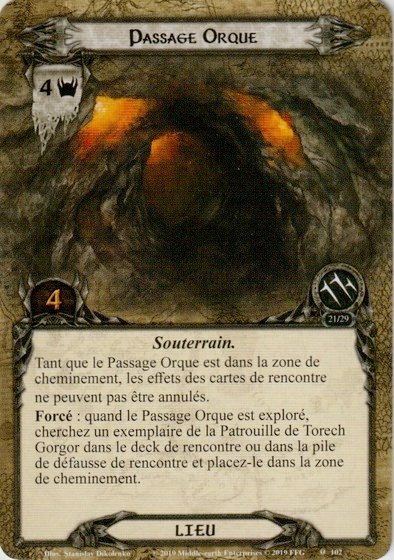 Passage Orque
4
4
21/29
Souterrain.
Tant que le Passage Orque est dans la zone de
cheminement, les effets des cartes de rencontre
ne peuvent pas être annulés.
Forcé : quand le Passage Orque est exploré,
cherchez un exemplaire de la Patrouille de Torech
Gorgor dans le deck de rencontre ou dans la pile
de défausse de rencontre et placez-le dans la zone
de cheminement.
LIEU
Illus. Stanislav Dikolenko © 2019 Middle-earth Enterprises © 2019 FFG 102